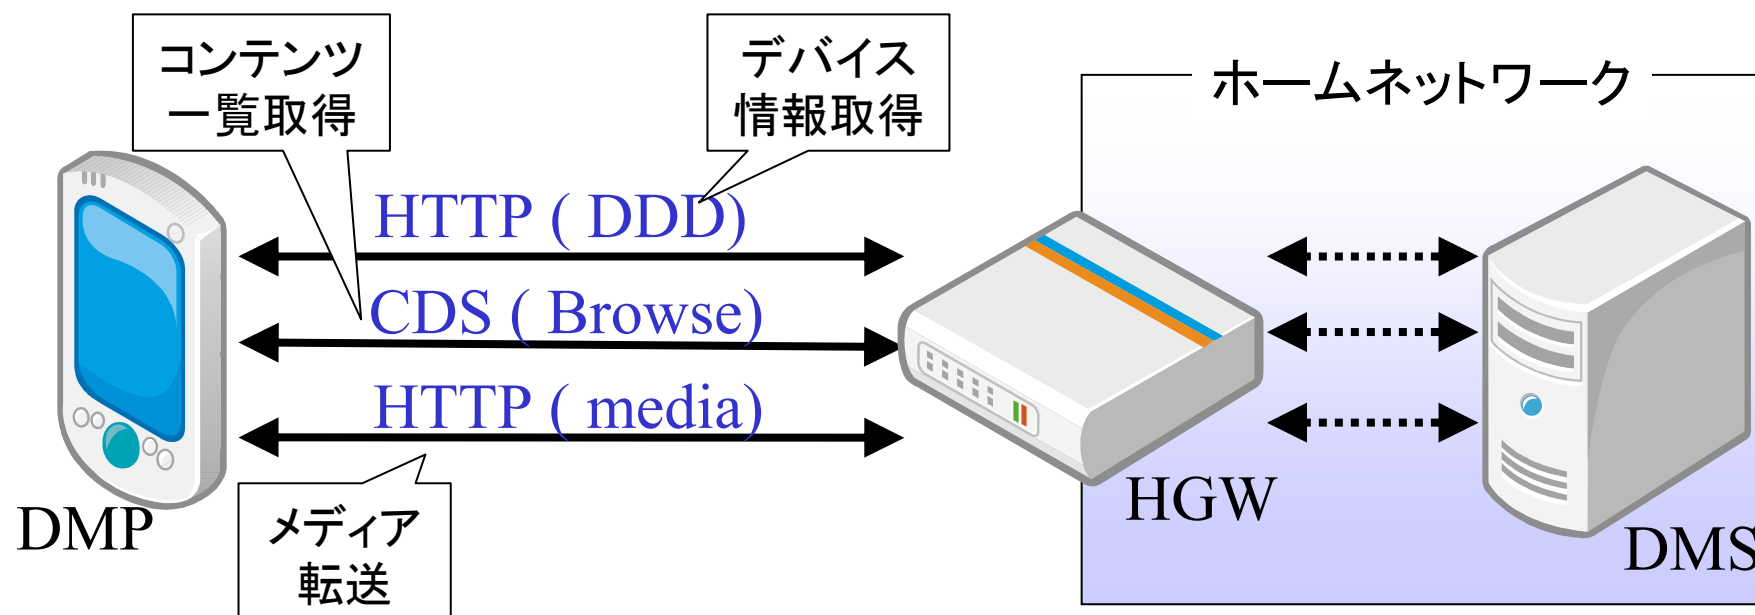 コンテンツ
一覧取得
デバイス
情報取得
ホームネットワーク
HTTP ( DDD)
CDS ( Browse)
HTTP ( media)
DMP
メディア
転送
HGW
DMS